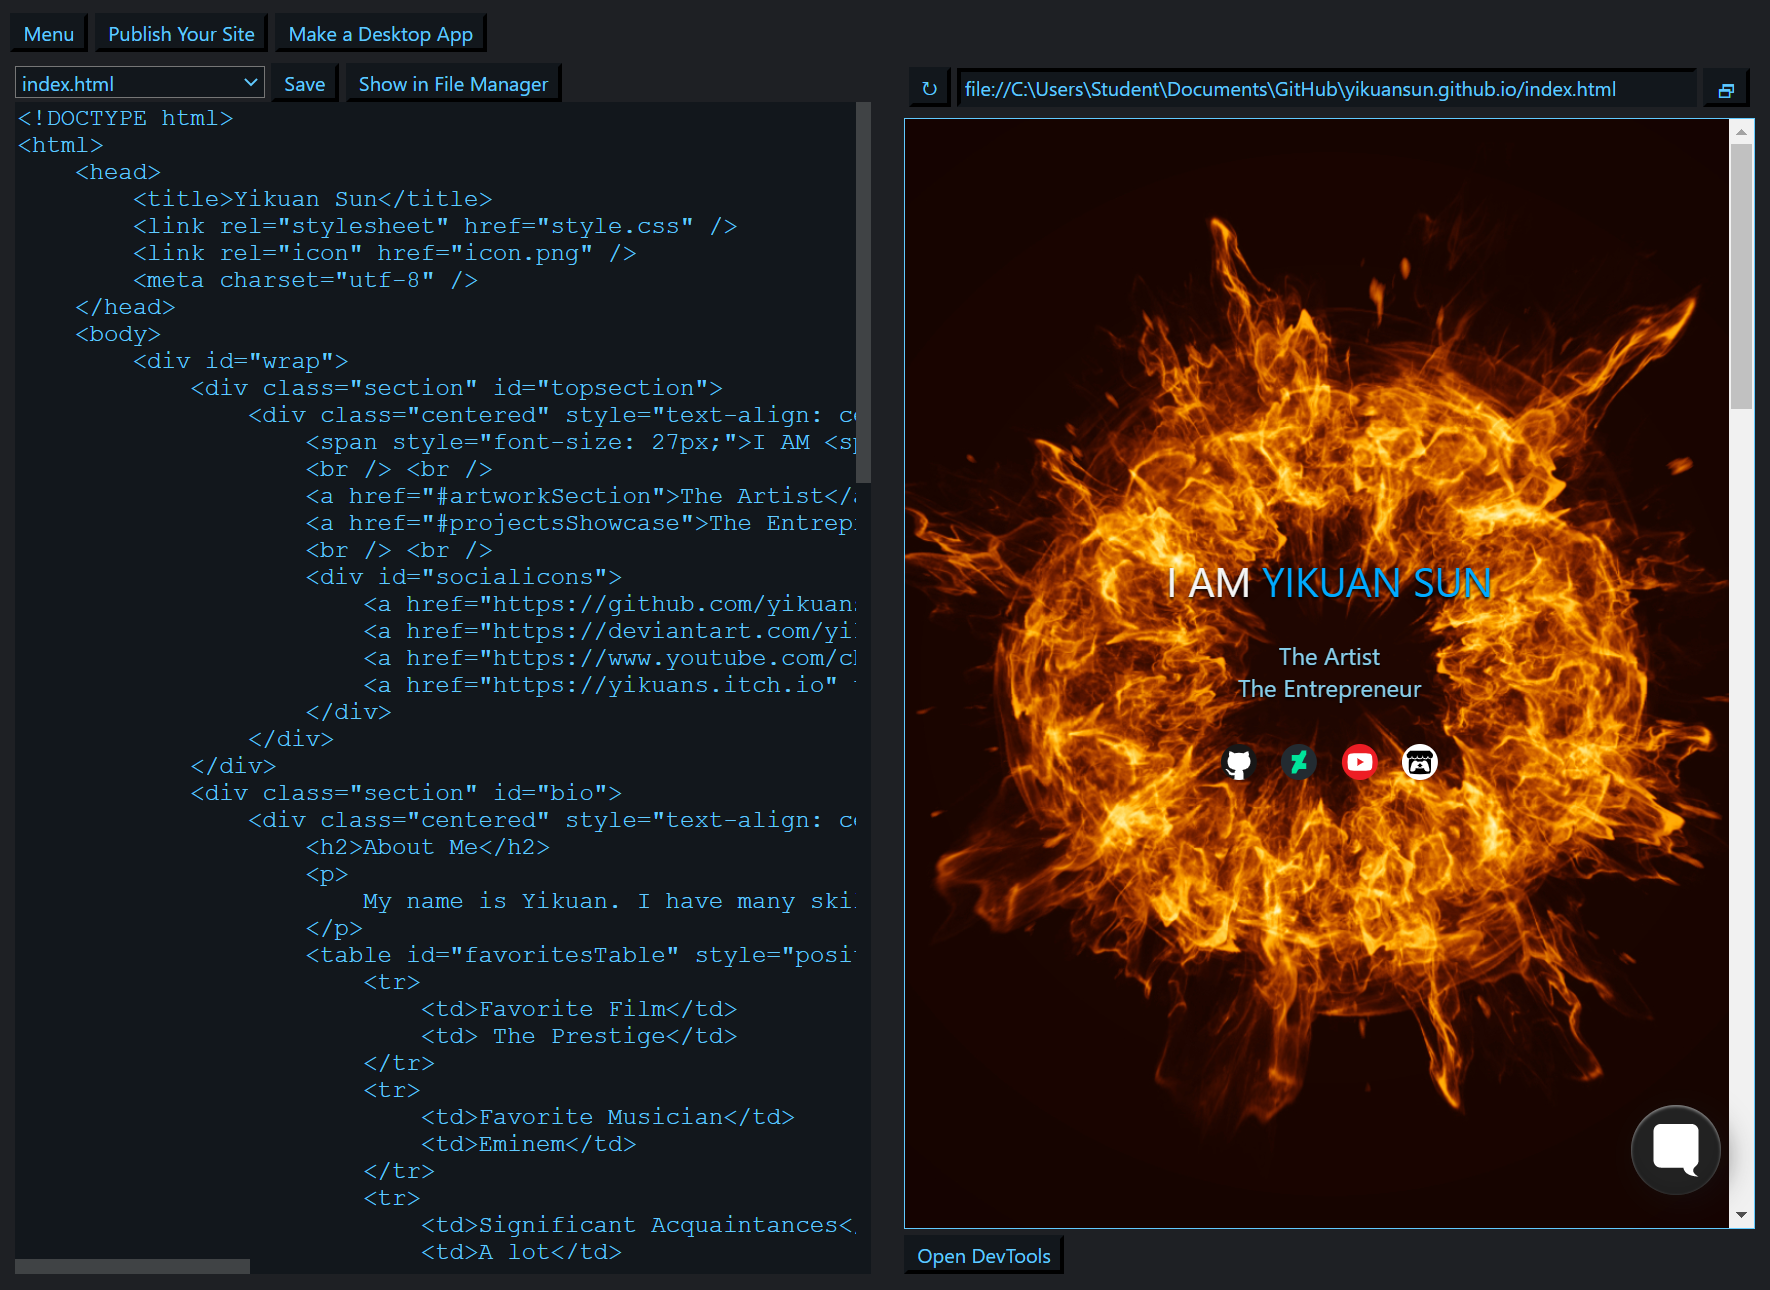 Menu
Publish Your Site
Make a Desktop App
index.html
Save
Show in File Manager
<!DOCTYPE html>
<html>
<head>
<title>Yikuan Sun</title>
<link rel="stylesheet" href="style.css" />
<link rel="icon" href="icon.png" />
<meta charset="utf-8" />
</head>
<body>
<div id="wrap">
<div class="section" id="topsection">
<div class="centered" style="text-align:
<span style="font-size: 27px;">I AM
<br /> <br />
<a href="#artworkSection">The Artist
<a href="#projectsShowcase">The
<br /> <br />
<div id="socialicons">
<a href="https://github.com/yikuans
<a href="https://deviantart.com/yi
<a href="https://www.youtube.com/c
<a href="https://yikuans.itch.io"
</div>
</div>
</div>
<div class="section" id="bio">
<div class="centered" style="text-align:
<h2>About Me</h2>
<p>
My name is Yikuan. I have many
</p>
<table id="favoritesTable" style="posi
<tr>
<td>Favorite Film</td>
<td> The Prestige</td>
</tr>
<tr>
<td>Favorite Musician</td>
<td>Eminem</td>
</tr>
<tr>
<td>Significant Acquaintances<
<td>A lot</td>
file://C:\Users\Student\Documents\GitHub\yikuansun.github.io/index.html
I AM YIKUAN SUN
The Artist
The Entrepreneur
Open DevTools